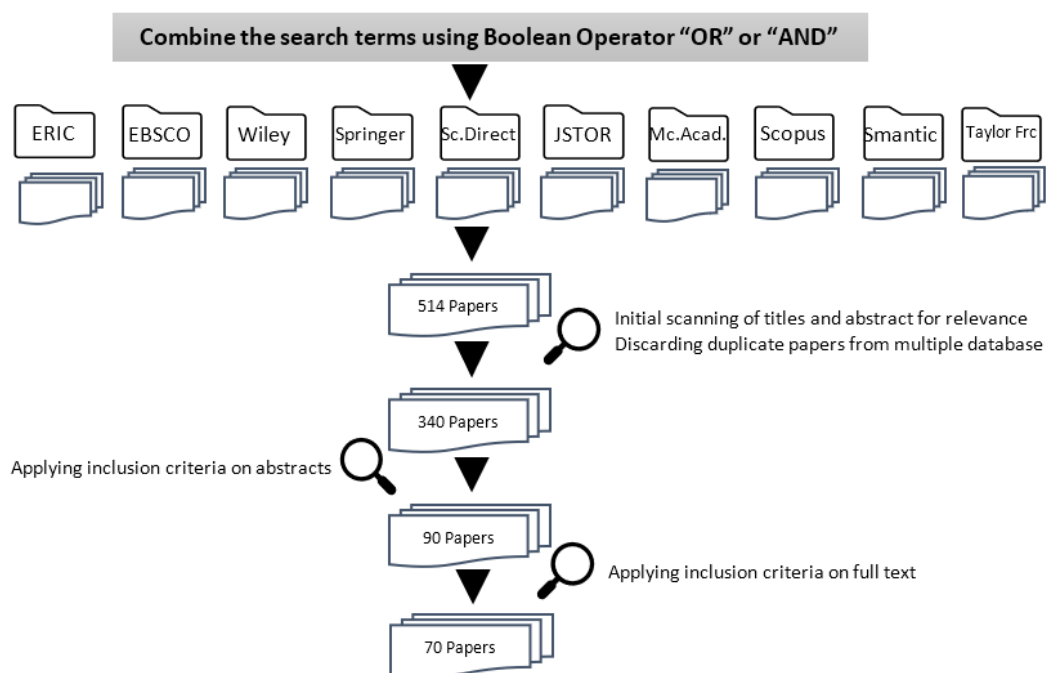 Combine the search terms using Boolean Operator “OR” or “AND”
ERIC
EBSCO
Wiley
Springer
Sc.Direct
JSTOR
Mc.Acad.
Scopus
Smantic
Taylor Frc
514 Papers
Initial scanning of titles and abstract for relevance
Discarding duplicate papers from multiple database
340 Papers
Applying inclusion criteria on abstracts
90 Papers
Applying inclusion criteria on full text
70 Papers